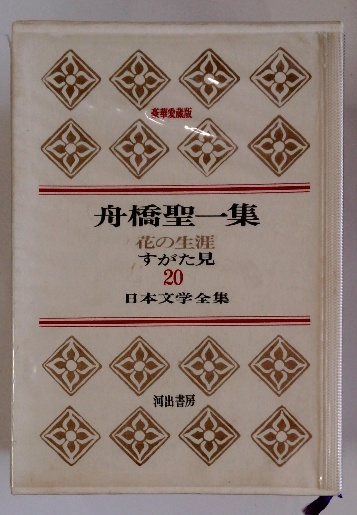 豪華愛蔵版
舟橋聖一集
花の生涯
すがた見
20
日本文学全集
河出書房